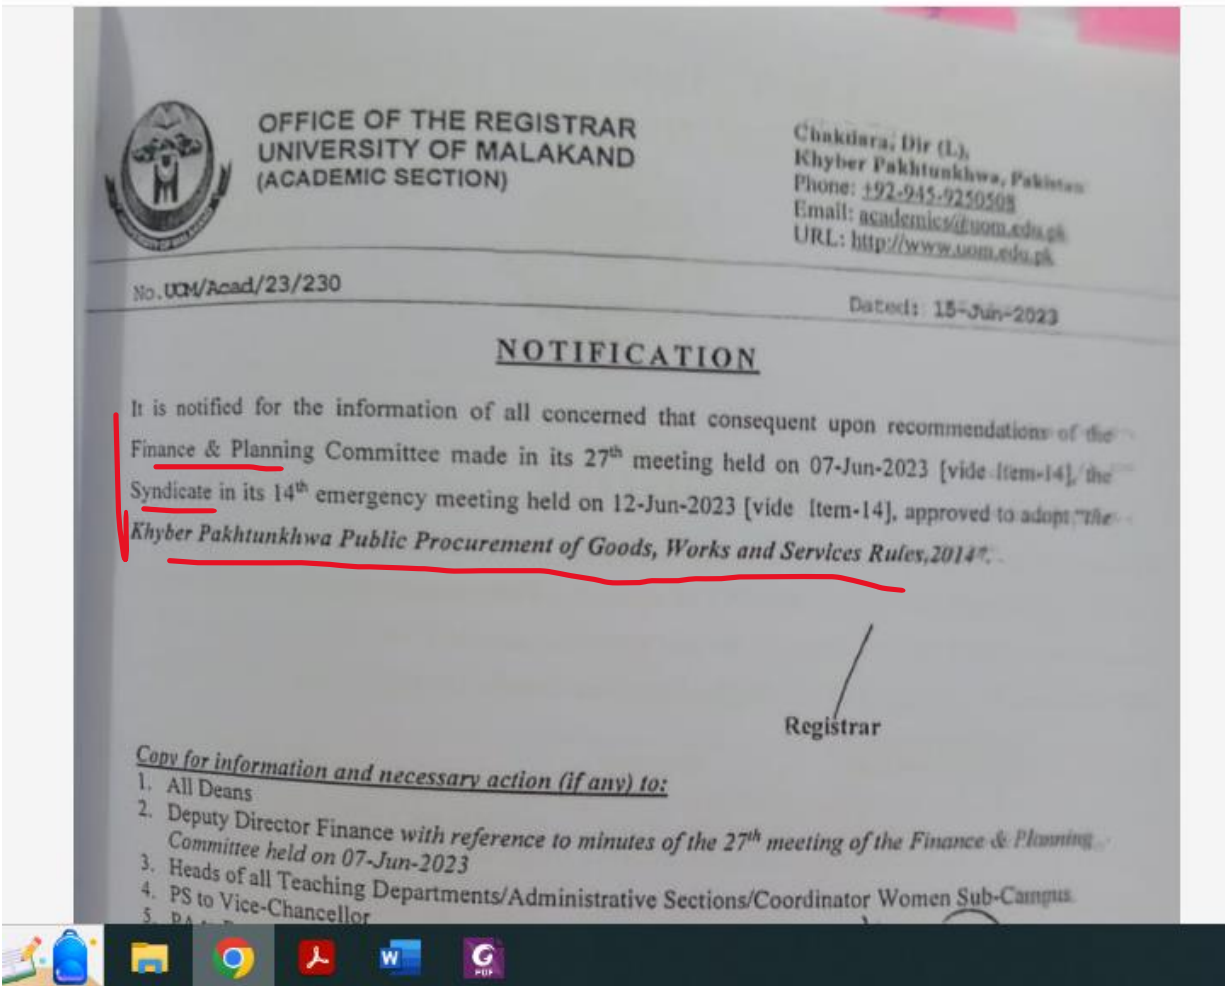 OFFICE OF THE REGISTRAR
UNIVERSITY OF MALAKAND
(ACADEMIC SECTION)
Chakdara, Dir (L),
Khyber Pakhtunkhwa, Pakistan
Phone: +92-945-9250508
Email: academics@uom.edu.pk
URL: http://www.uom.edu.pk
UNIVERSITY OF MALAKAND
No.UOM/Acad/23/230
Dated: 15-Jun-2023
NOTIFICATION
It is notified for the information of all concerned that consequent upon recommendations of the
Finance & Planning Committee made in its 27th meeting held on 07-Jun-2023 [vide Item-14], the
Syndicate in its 14th emergency meeting held on 12-Jun-2023 [vide Item-14], approved to adopt "the
Khyber Pakhtunkhwa Public Procurement of Goods, Works and Services Rules,2014".
Registrar
Copy for information and necessary action (if any) to:
1. All Deans
2. Deputy Director Finance with reference to minutes of the 27th meeting of the Finance & Planning
Committee held on 07-Jun-2023
3. Heads of all Teaching Departments/Administrative Sections/Coordinator Women Sub-Campus.
4. PS to Vice-Chancellor
5. PA to
W
G
PDF